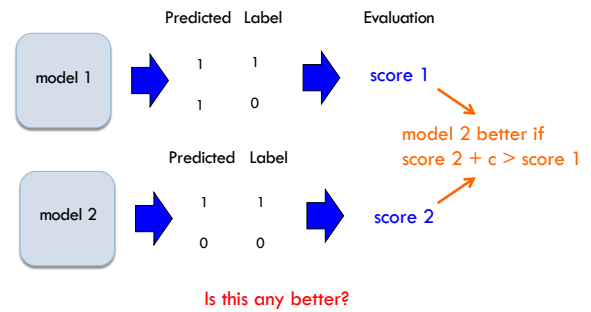 Predicted Label Evaluation
model 1
1 1
1 0
score 1
model 2 better if
score 2 + c > score 1
Predicted Label
model 2
1 1
0 0
score 2
Is this any better?